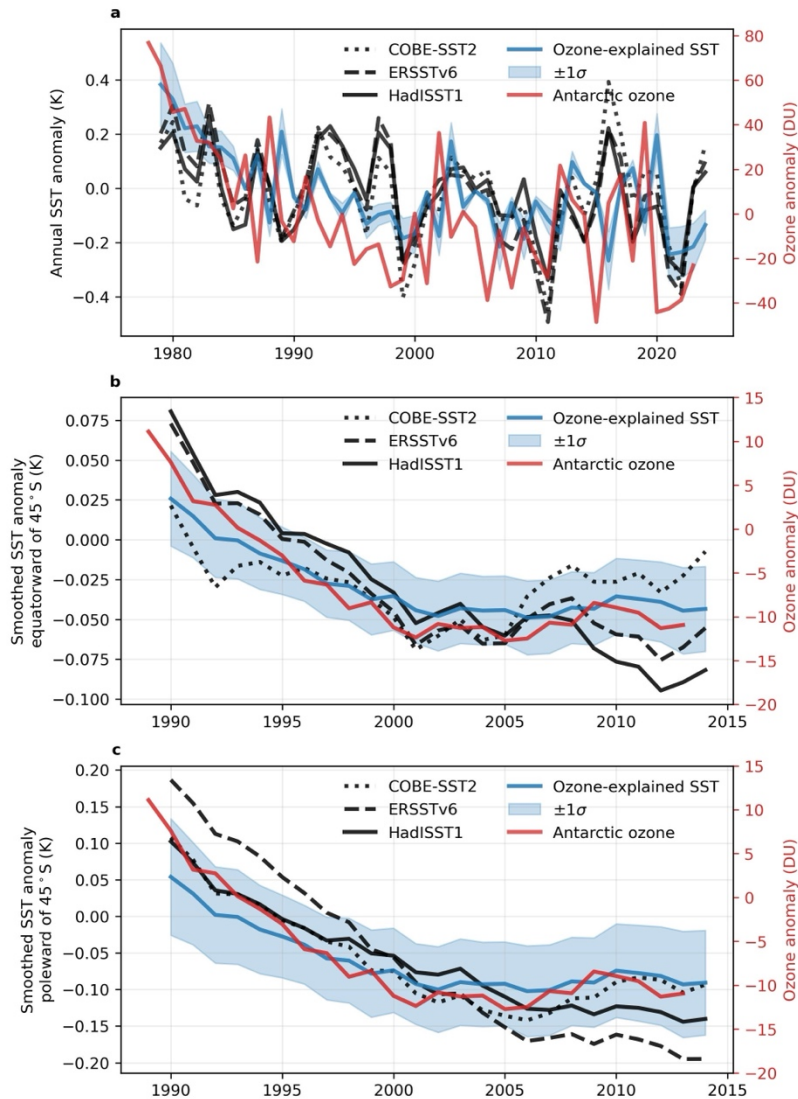 a
Annual SST anomaly (K)
0.4
0.2
0.0
−0.2
−0.4
COBE-SST2
ERSSTv6
HadISST1
Ozone-explained SST
±1σ
Antarctic ozone
80
60
40
20
0
−20
−40
Ozone anomaly (DU)
1980
1990
2000
2010
2020
b
Smoothed SST anomaly
equatorward of 45°S (K)
0.075
0.050
0.025
0.000
−0.025
−0.050
−0.075
−0.100
COBE-SST2
ERSSTv6
HadISST1
Ozone-explained SST
±1σ
Antarctic ozone
15
10
5
0
−5
−10
−15
−20
Ozone anomaly (DU)
1990
1995
2000
2005
2010
2015
c
Smoothed SST anomaly
poleward of 45°S (K)
0.20
0.15
0.10
0.05
0.00
−0.05
−0.10
−0.15
−0.20
COBE-SST2
ERSSTv6
HadISST1
Ozone-explained SST
±1σ
Antarctic ozone
15
10
5
0
−5
−10
−15
−20
Ozone anomaly (DU)
1990
1995
2000
2005
2010
2015